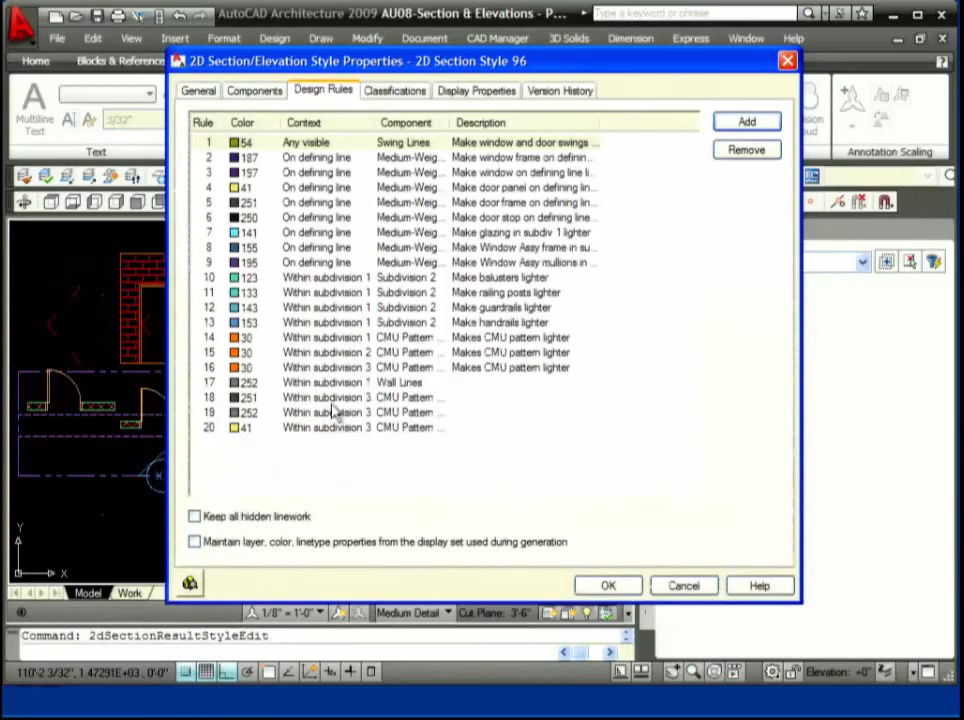 AutoCAD Architecture 2009 AU08-Section & Elevations - P...
Type a keyword or phrase
File Edit View Insert Format Design Draw Modify Document CAD Manager 3D Solids Dimension Express Window Help
Home Blocks & Reference
Multiline
Text
3/32"
Text
Annotation Scaling
2D Section/Elevation Style Properties - 2D Section Style 96
General Components Design Rules Classifications Display Properties Version History
Rule Color Context Component Description
1 54 Any visible Swing Lines Make window and door swings ...
2 187 On defining line Medium-Weig... Make window frame on definin...
3 197 On defining line Medium-Weig... Make window on defining line li...
4 41 On defining line Medium-Weig... Make door panel on defining lin...
5 251 On defining line Medium-Weig... Make door frame on defining lin...
6 250 On defining line Medium-Weig... Make door stop on defining line...
7 141 On defining line Medium-Weig... Make glazing in subdiv 1 lighter
8 155 On defining line Medium-Weig... Make Window Assy frame in su...
9 195 On defining line Medium-Weig... Make Window Assy mullions in ...
10 123 Within subdivision 1 Subdivision 2 Make balusters lighter
11 133 Within subdivision 1 Subdivision 2 Make railing posts lighter
12 143 Within subdivision 1 Subdivision 2 Make guardrails lighter
13 153 Within subdivision 1 Subdivision 2 Make handrails lighter
14 30 Within subdivision 1 CMU Pattern ... Makes CMU pattern lighter
15 30 Within subdivision 2 CMU Pattern ... Makes CMU pattern lighter
16 30 Within subdivision 3 CMU Pattern ... Makes CMU pattern lighter
17 252 Within subdivision 1 Wall Lines
18 251 Within subdivision 3 CMU Pattern ...
19 252 Within subdivision 3 CMU Pattern ...
20 41 Within subdivision 3 CMU Pattern ...
Add
Remove
Keep all hidden linework
Maintain layer, color, linetype properties from the display set used during generation
OK Cancel Help
Y
X
Model Work
1/8" = 1'-0" Medium Detail Cut Plane: 3'-6"
Command: 2dSectionResultStyleEdit
110'-2 3/32", 1.47291E+03, 0'-0" Elevation: +0"